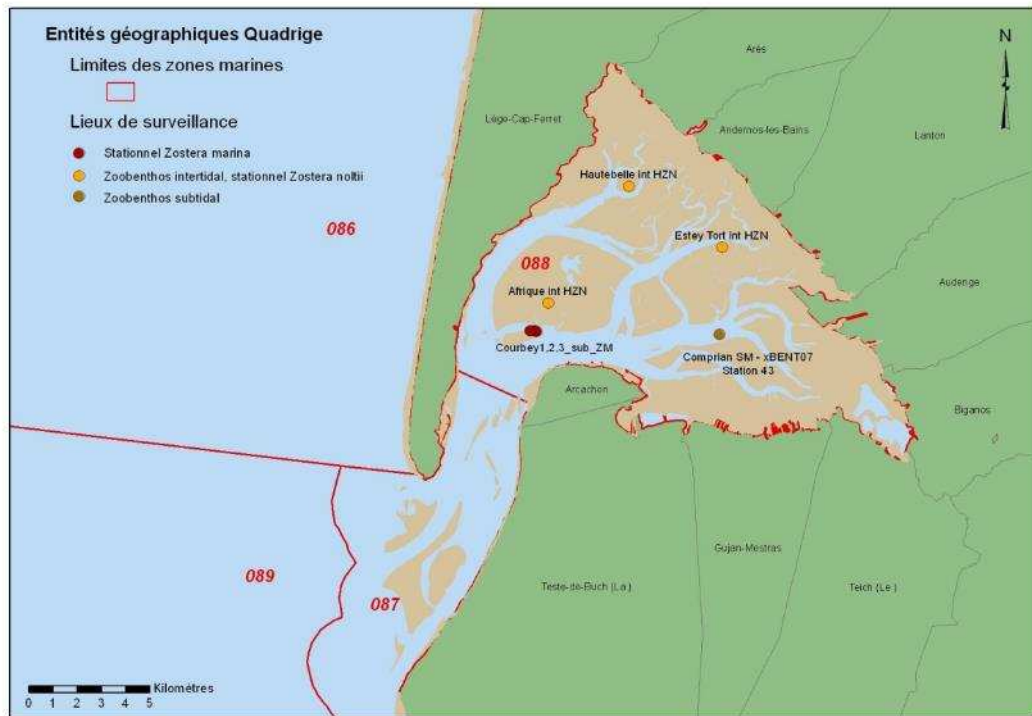 Entités géographiques Quadrige
Limites des zones marines
Lieux de surveillance
Stationnel Zostera marina
Zoobenthos intertidal, stationnel Zostera noltii
Zoobenthos subtidal
N
Arès
Lège-Cap-Ferret
Andernos-les-Bains
Lanton
Hautebelle int HZN
086
Estey Tort int HZN
088
Afrique int HZN
Audenge
Courbey1,2,3_sub_ZM
Comprian SM - xBENT07
Station 43
Arcachon
Biganos
Gujan-Mestras
089
Teste-de-Buch (La )
Teich (Le )
087
Kilomètres
0 1 2 3 4 5